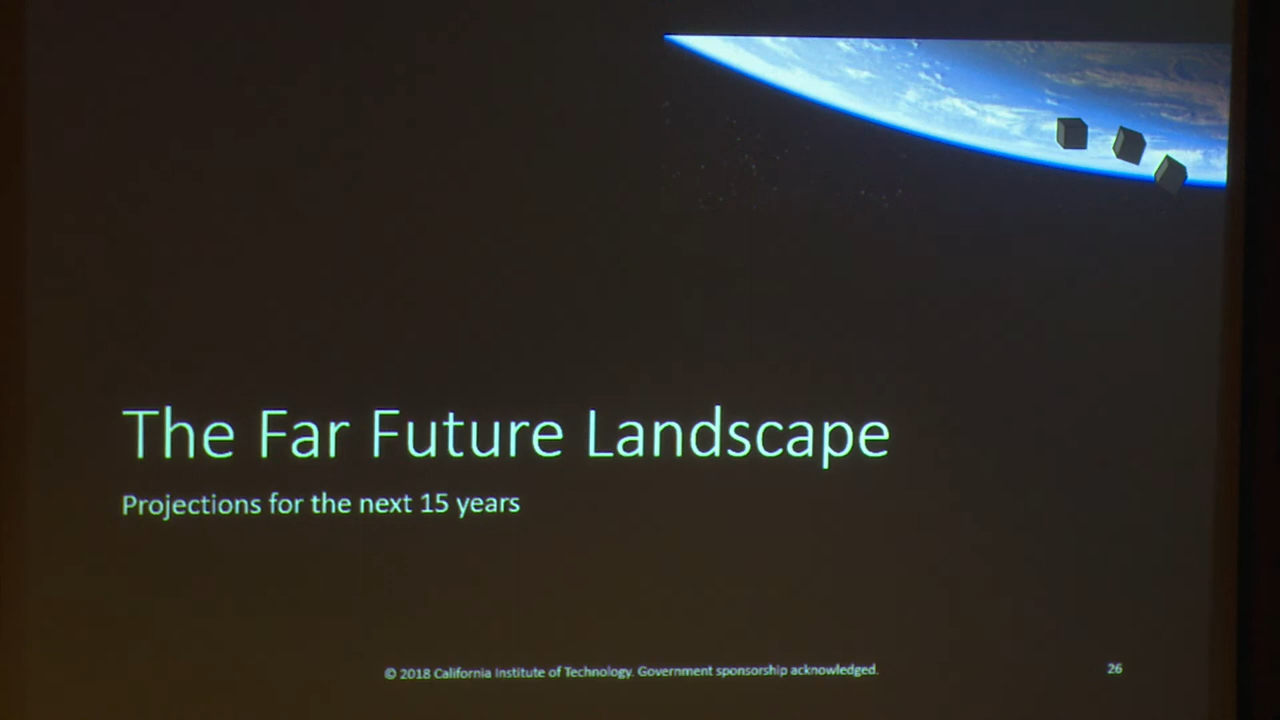 The Far Future Landscape
Projections for the next 15 years
© 2018 California Institute of Technology. Government sponsorship acknowledged.
26